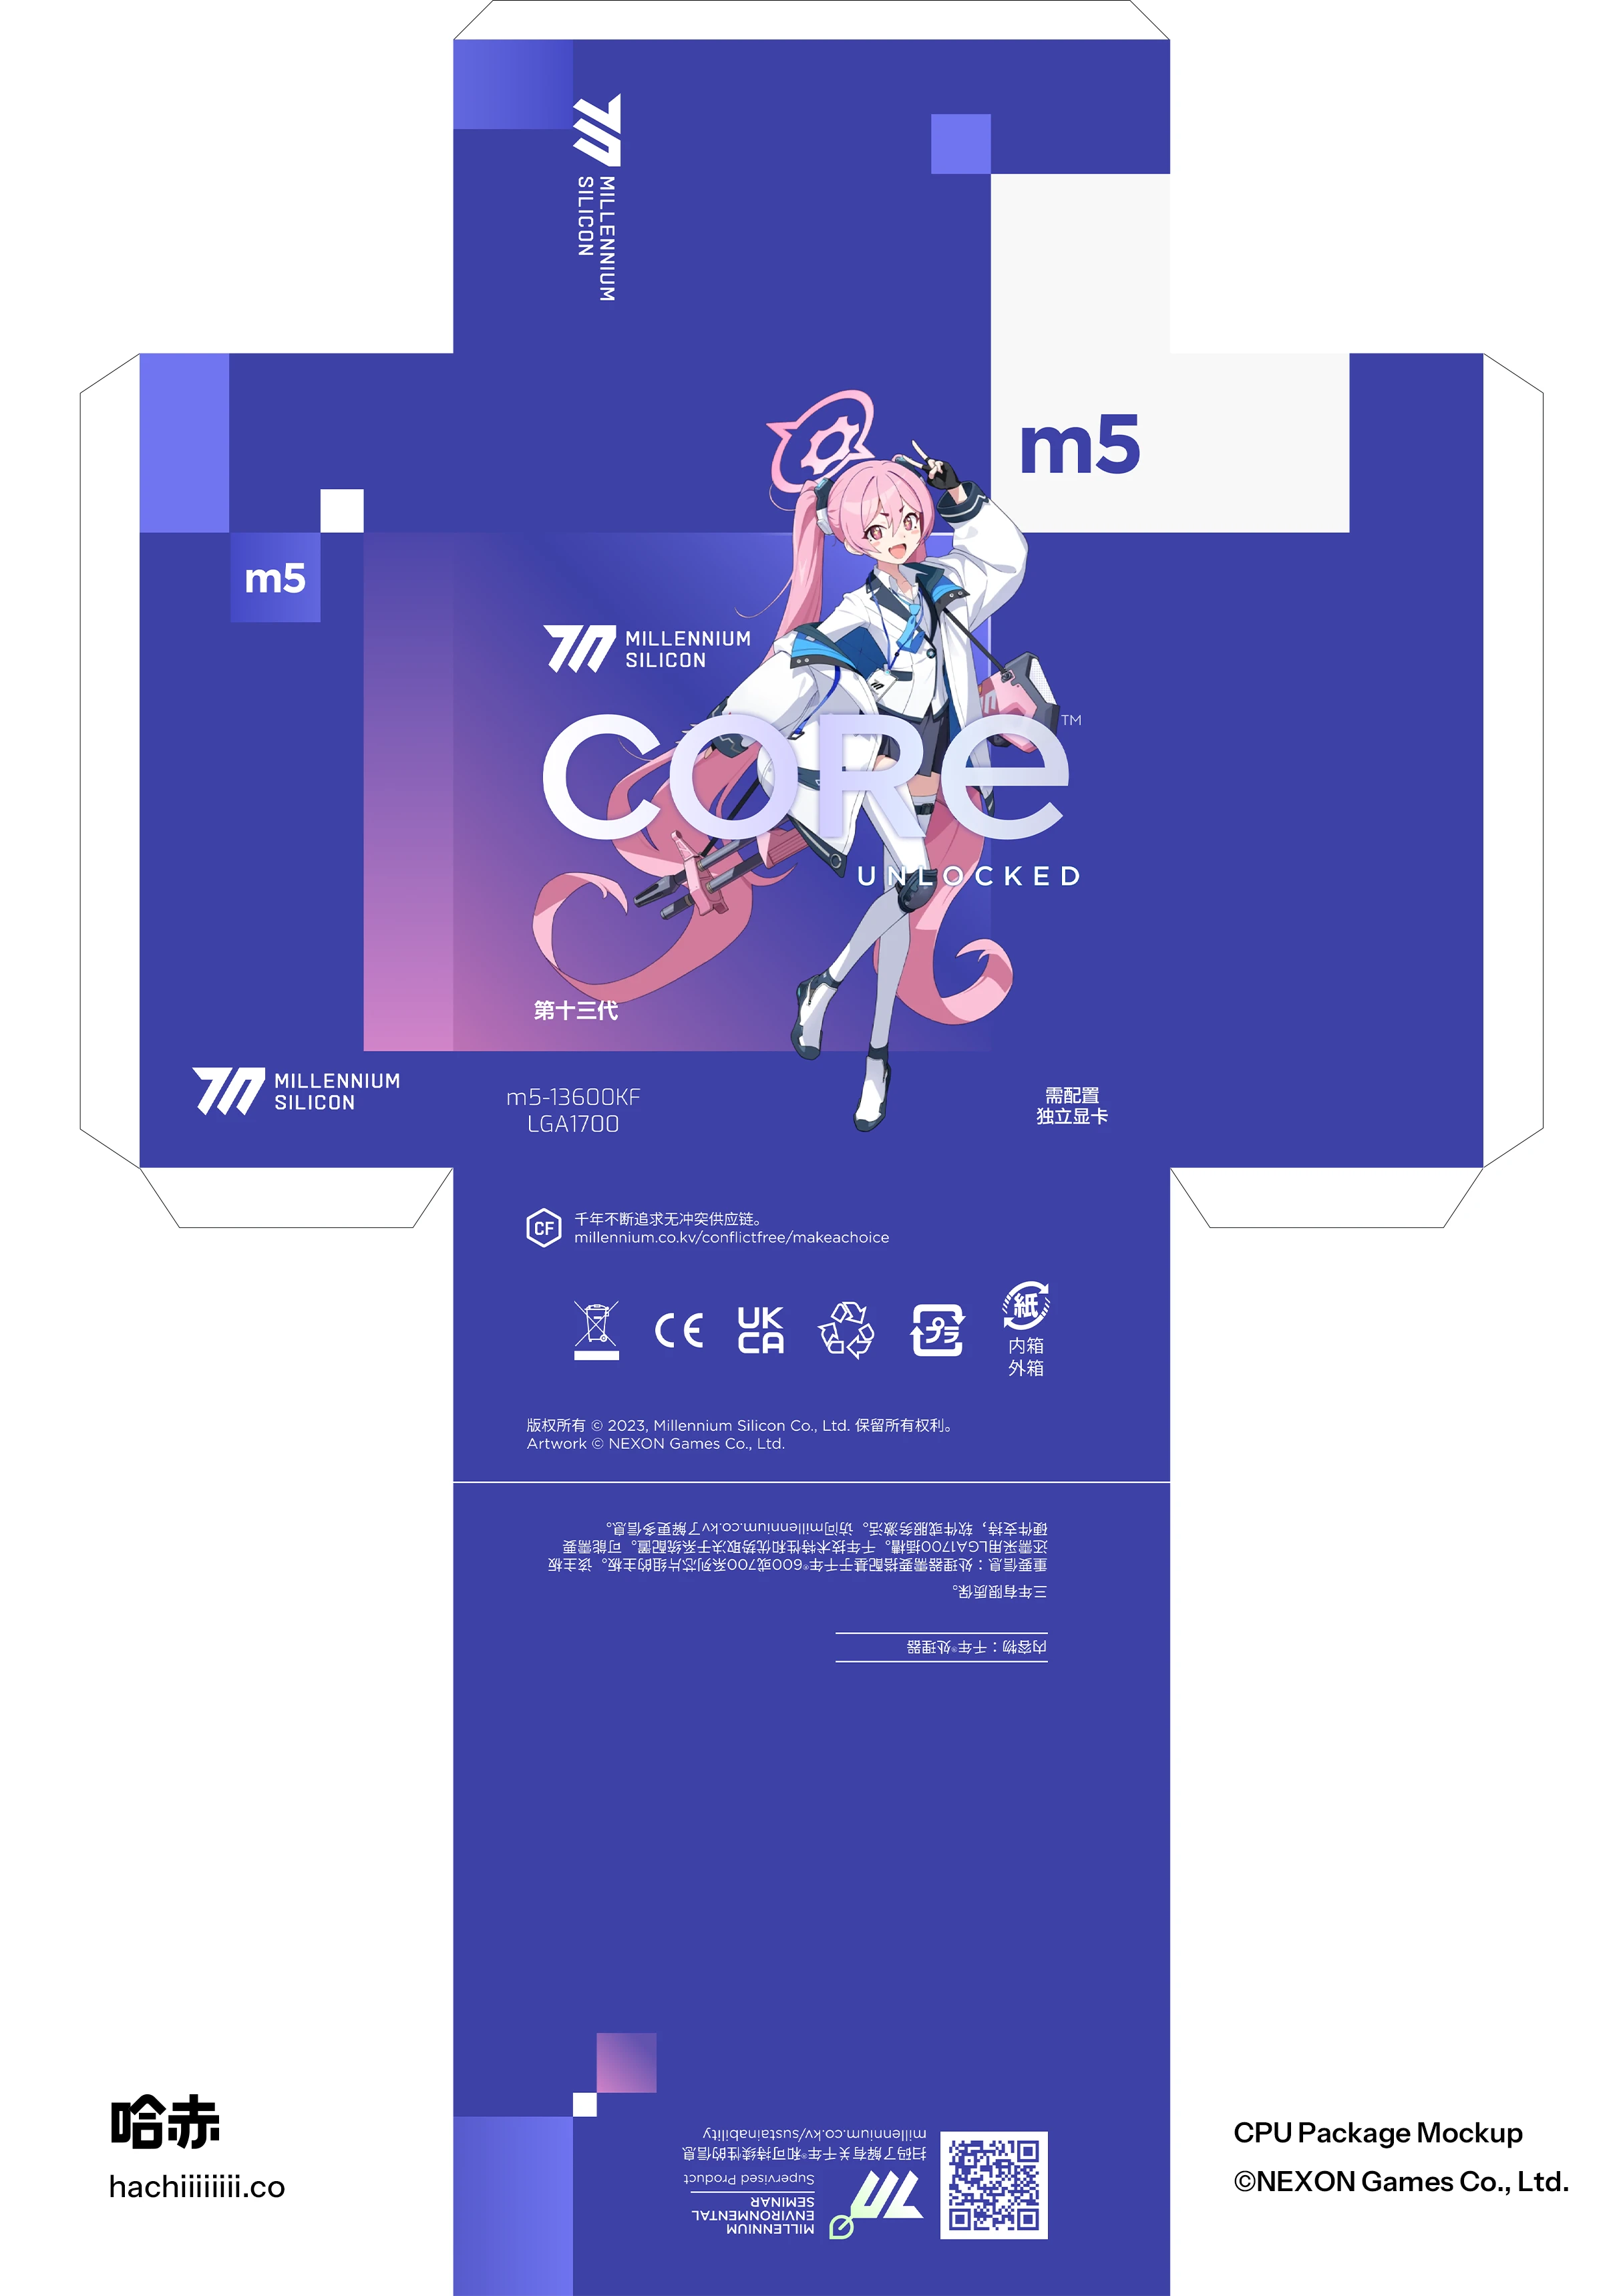 MILLENNIUM
SILICON
m5
m5
MILLENNIUM
SILICON
CORe™
UNLOCKED
第十三代
MILLENNIUM
SILICON
m5-13600KF
LGA1700
需配置
独立显卡
CF
千年不断追求无冲突供应链。
millennium.co.kv/conflictfree/makeachoice
CE
UK
CA
プラ
紙
内箱
外箱
版权所有 © 2023, Millennium Silicon Co., Ltd. 保留所有权利。
Artwork © NEXON Games Co., Ltd.
内容物：千年®处理器
三年有限质保。
重要信息：处理器需要搭配基于千年®600或700系列芯片组的主板。该主板
还需采用LGA1700插槽。千年技术特性和优势取决于系统配置。可能需要
硬件支持，软件或服务激活。访问millennium.co.kv了解更多信息。
MILLENNIUM
ENVIRONMENTAL
SEMINAR
Supervised Product
扫码了解有关千年®和可持续性的信息
millennium.co.kv/sustainability
哈赤
hachiiiiiiii.co
CPU Package Mockup
©NEXON Games Co., Ltd.